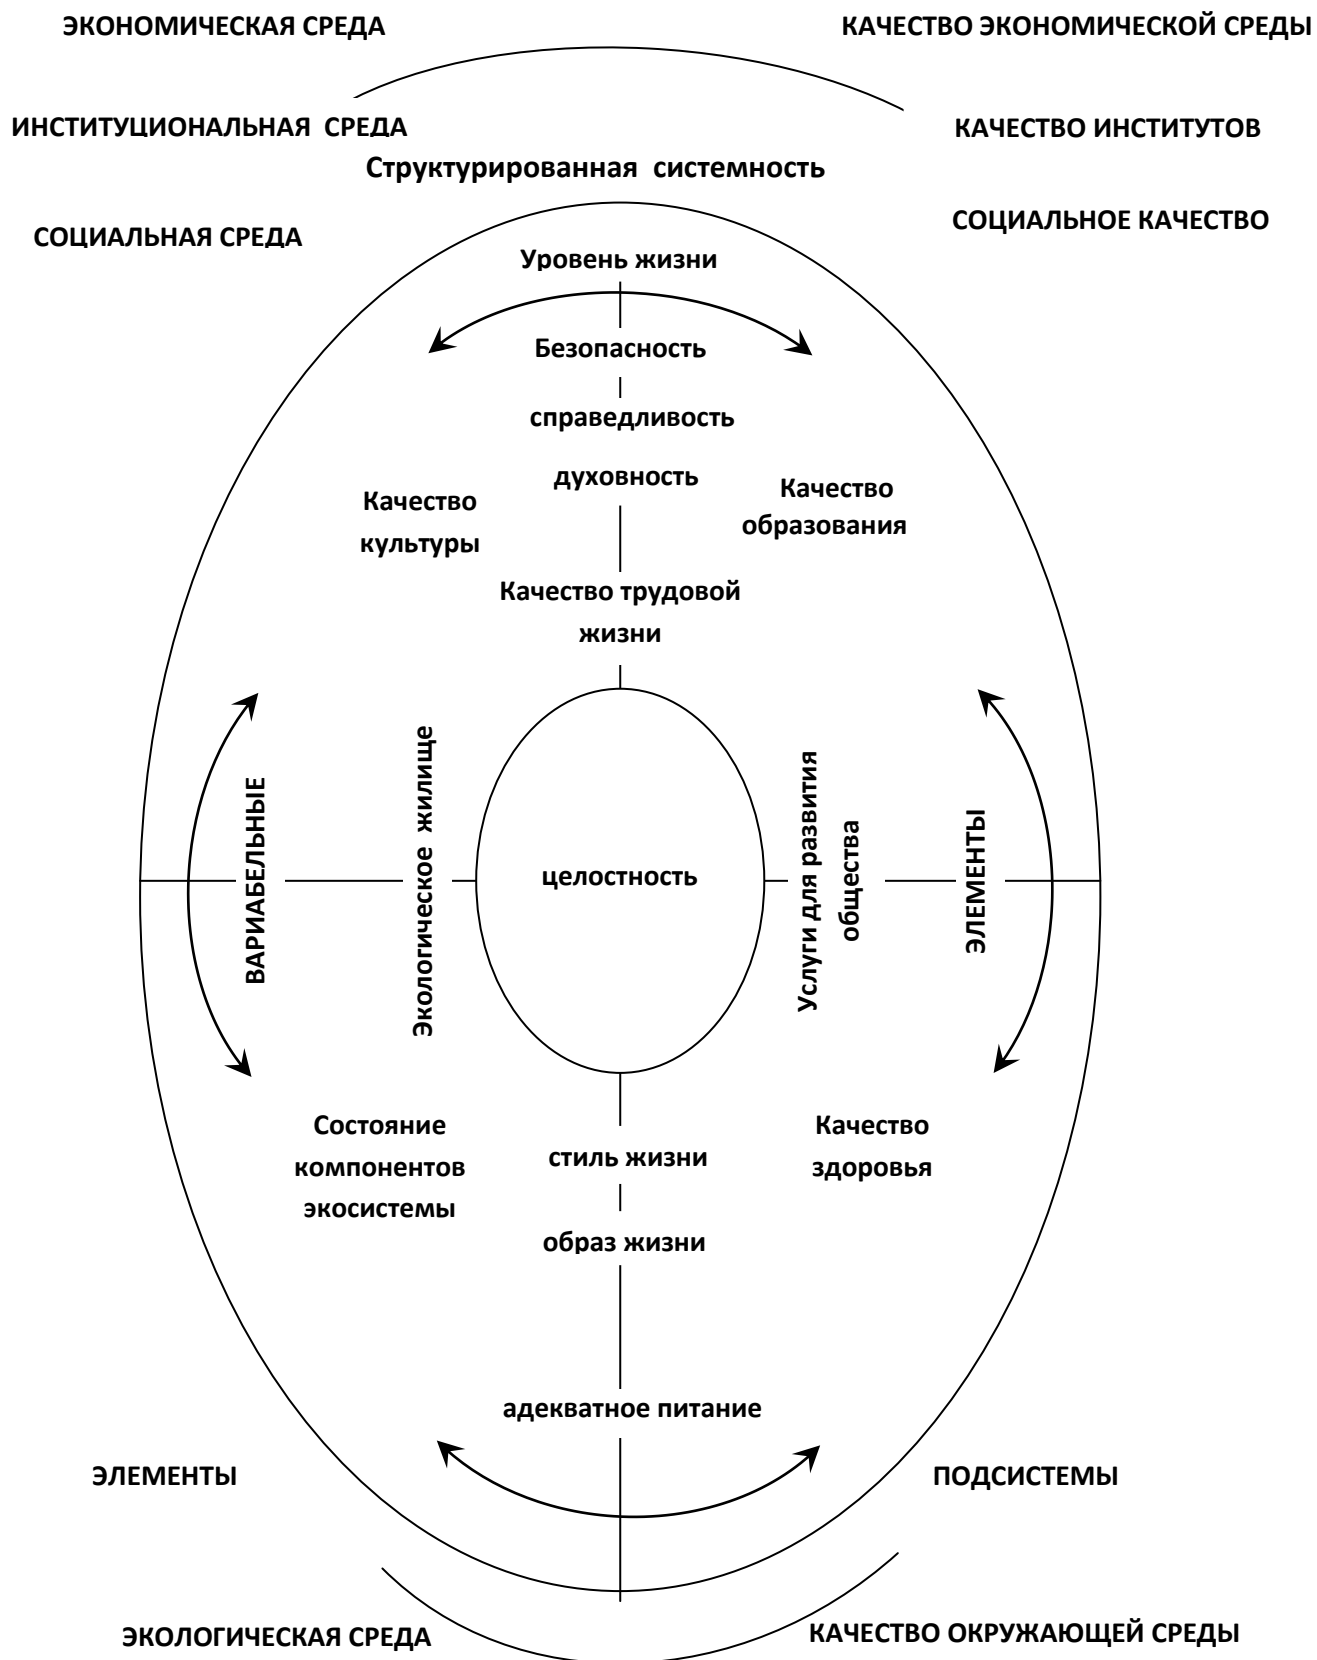 ЭКОНОМИЧЕСКАЯ СРЕДА
КАЧЕСТВО ЭКОНОМИЧЕСКОЙ СРЕДЫ
ИНСТИТУЦИОНАЛЬНАЯ СРЕДА
КАЧЕСТВО ИНСТИТУТОВ
Структурированная системность
СОЦИАЛЬНАЯ СРЕДА
СОЦИАЛЬНОЕ КАЧЕСТВО
Уровень жизни
Безопасность
справедливость
духовность
Качество
культуры
Качество
образования
Качество трудовой
жизни
ВАРИАБЕЛЬНЫЕ
Экологическое жилище
целостность
Услуги для развития
общества
ЭЛЕМЕНТЫ
Состояние
компонентов
экосистемы
стиль жизни
Качество
здоровья
образ жизни
адекватное питание
ЭЛЕМЕНТЫ
ПОДСИСТЕМЫ
ЭКОЛОГИЧЕСКАЯ СРЕДА
КАЧЕСТВО ОКРУЖАЮЩЕЙ СРЕДЫ